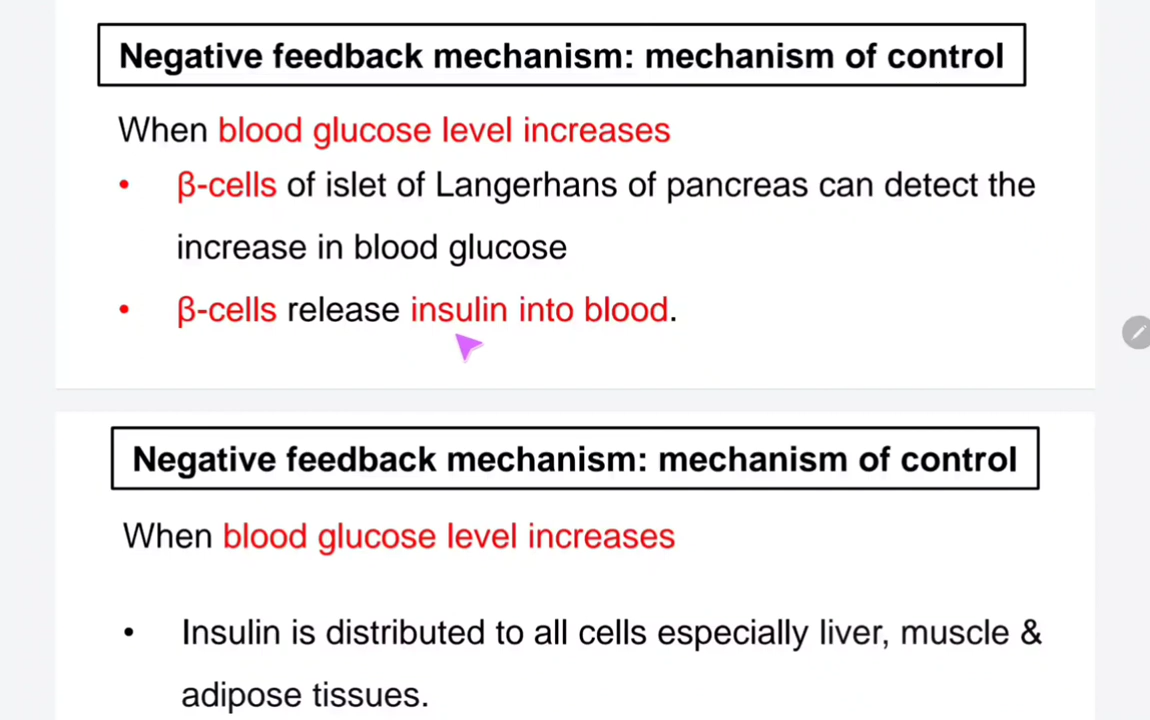 Negative feedback mechanism: mechanism of control
When blood glucose level increases
• β-cells of islet of Langerhans of pancreas can detect the
increase in blood glucose
• β-cells release insulin into blood.
Negative feedback mechanism: mechanism of control
When blood glucose level increases
• Insulin is distributed to all cells especially liver, muscle &
adipose tissues.